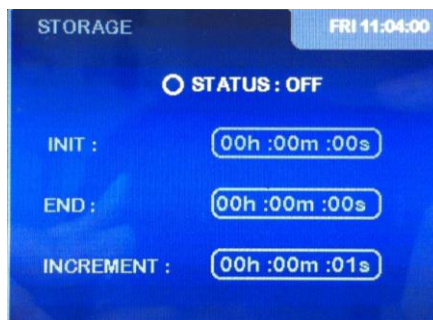 STORAGE FRI 11:04:00
STATUS : OFF
INIT : 00h :00m :00s
END : 00h :00m :00s
INCREMENT : 00h :00m :01s